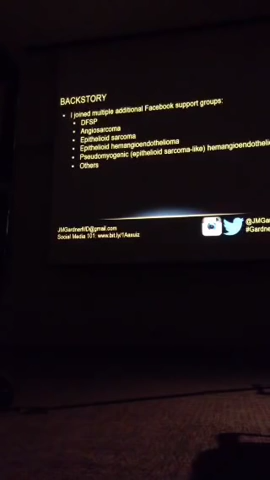 BACKSTORY
• I joined multiple additional Facebook support groups:
• DFSP
• Angiosarcoma
• Epithelioid sarcoma
• Epithelioid hemangioendothelioma
• Pseudomyogenic (epithelioid sarcoma-like) hemangioendotheli
• Others
JMGardnerMD@gmail.com
Social Media 101: www.bit.ly/1Aasuiz
@JMGa
#Gardne